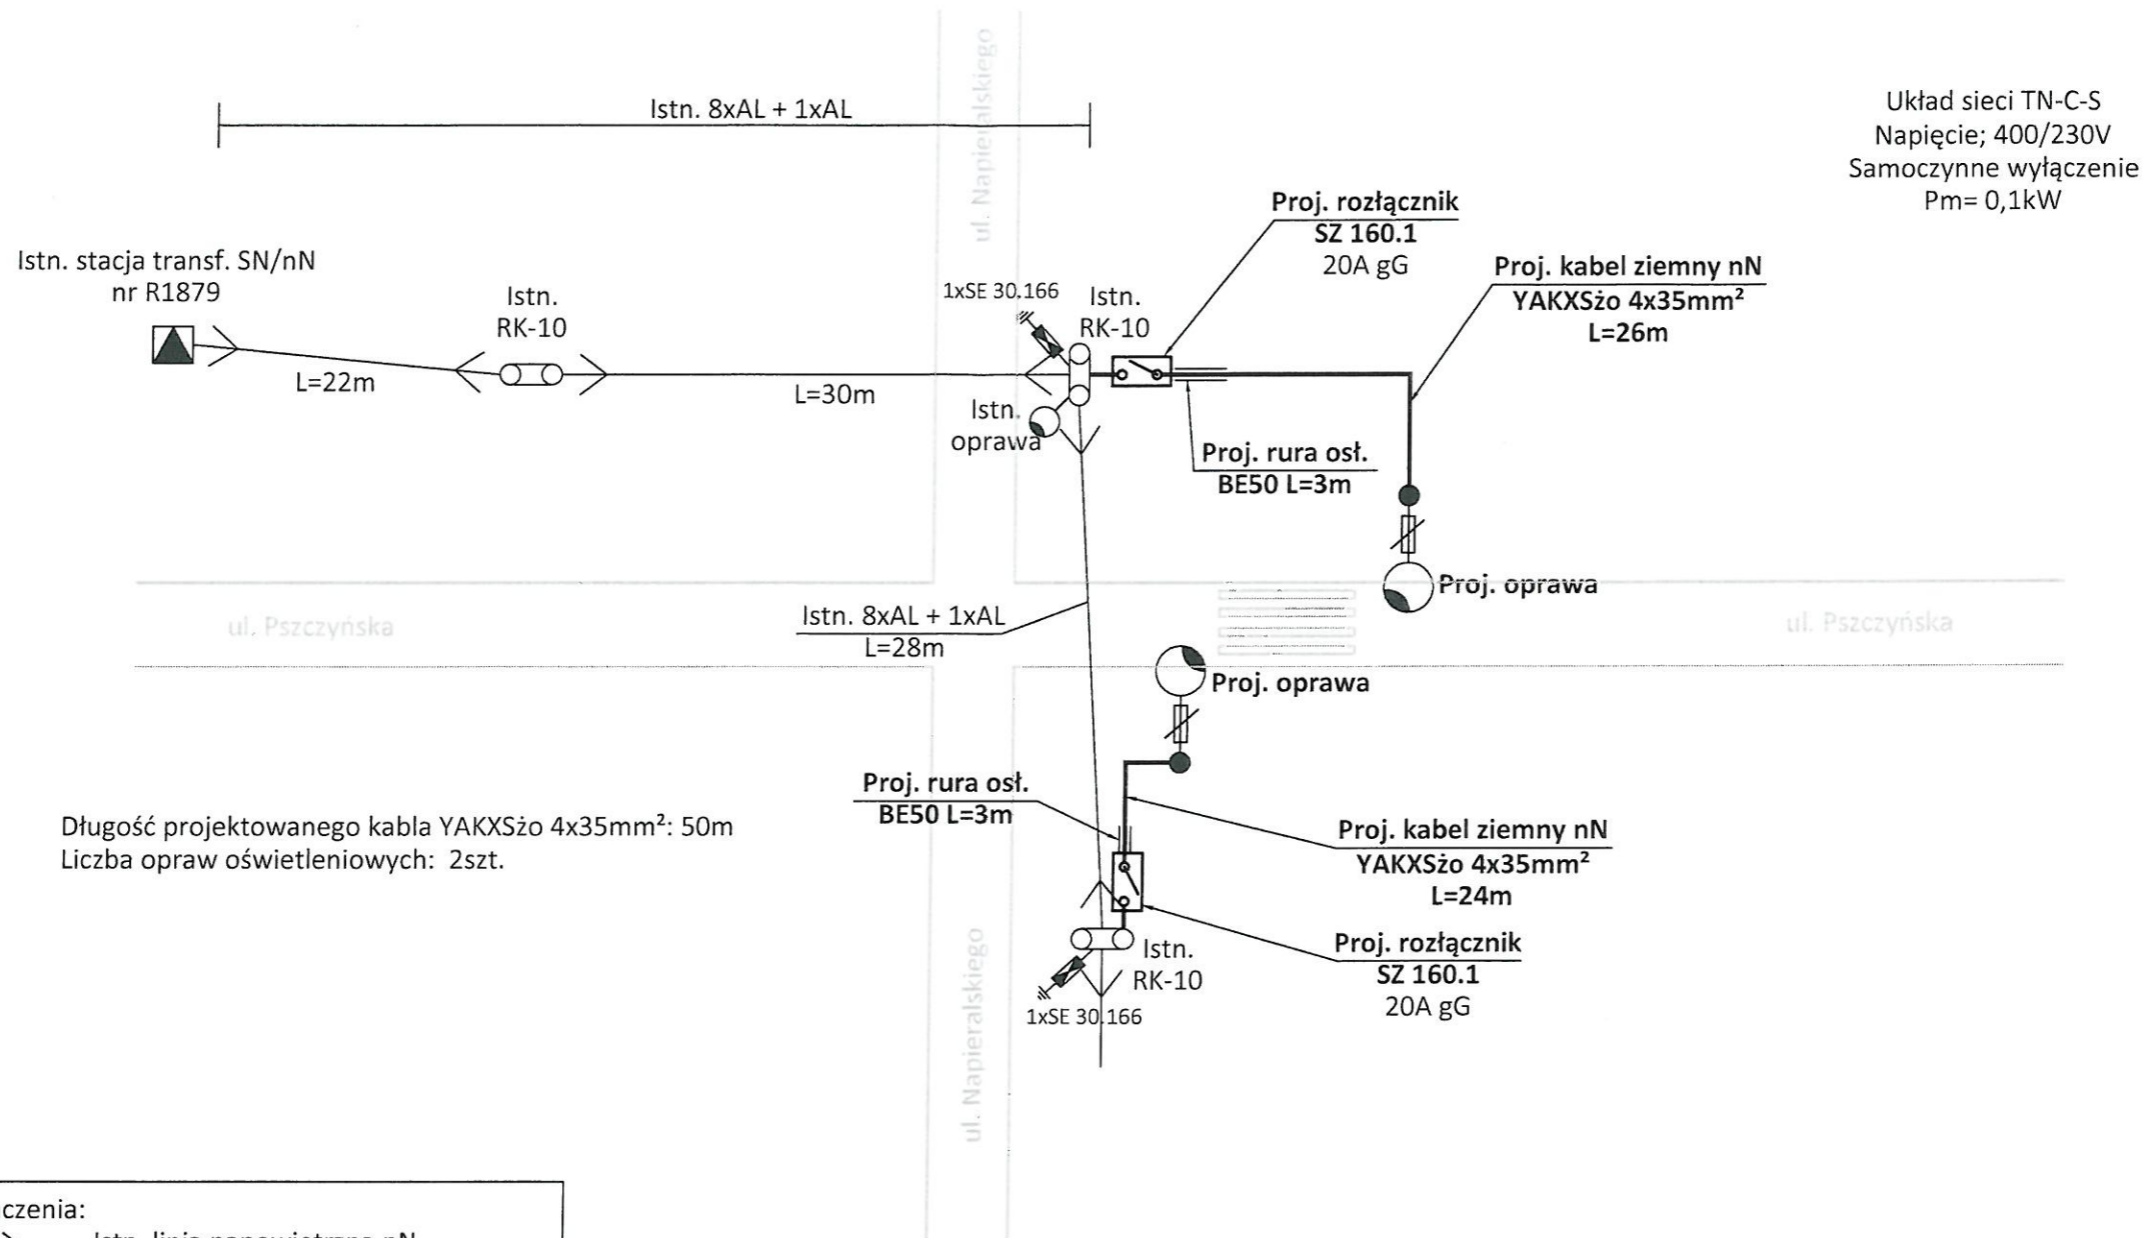 ul. Napieralskiego
Istn. 8xAL + 1xAL
Układ sieci TN-C-S
Napięcie; 400/230V
Samoczynne wyłączenie
Pm= 0,1kW
Proj. rozłącznik
SZ 160.1
20A gG
Istn. stacja transf. SN/nN
nr R1879
Istn.
RK-10
1xSE 30.166
Istn.
RK-10
Proj. kabel ziemny nN
YAKXSżo 4x35mm²
L=26m
L=22m
L=30m
Istn.
oprawa
Proj. rura osł.
BE50 L=3m
Proj. oprawa
ul. Pszczyńska
Istn. 8xAL + 1xAL
L=28m
ul. Pszczyńska
Proj. oprawa
Proj. rura osł.
BE50 L=3m
Długość projektowanego kabla YAKXSżo 4x35mm²: 50m
Liczba opraw oświetleniowych: 2szt.
Proj. kabel ziemny nN
YAKXSżo 4x35mm²
L=24m
Istn.
RK-10
Proj. rozłącznik
SZ 160.1
20A gG
1xSE 30.166
ul. Napieralskiego
czenia: